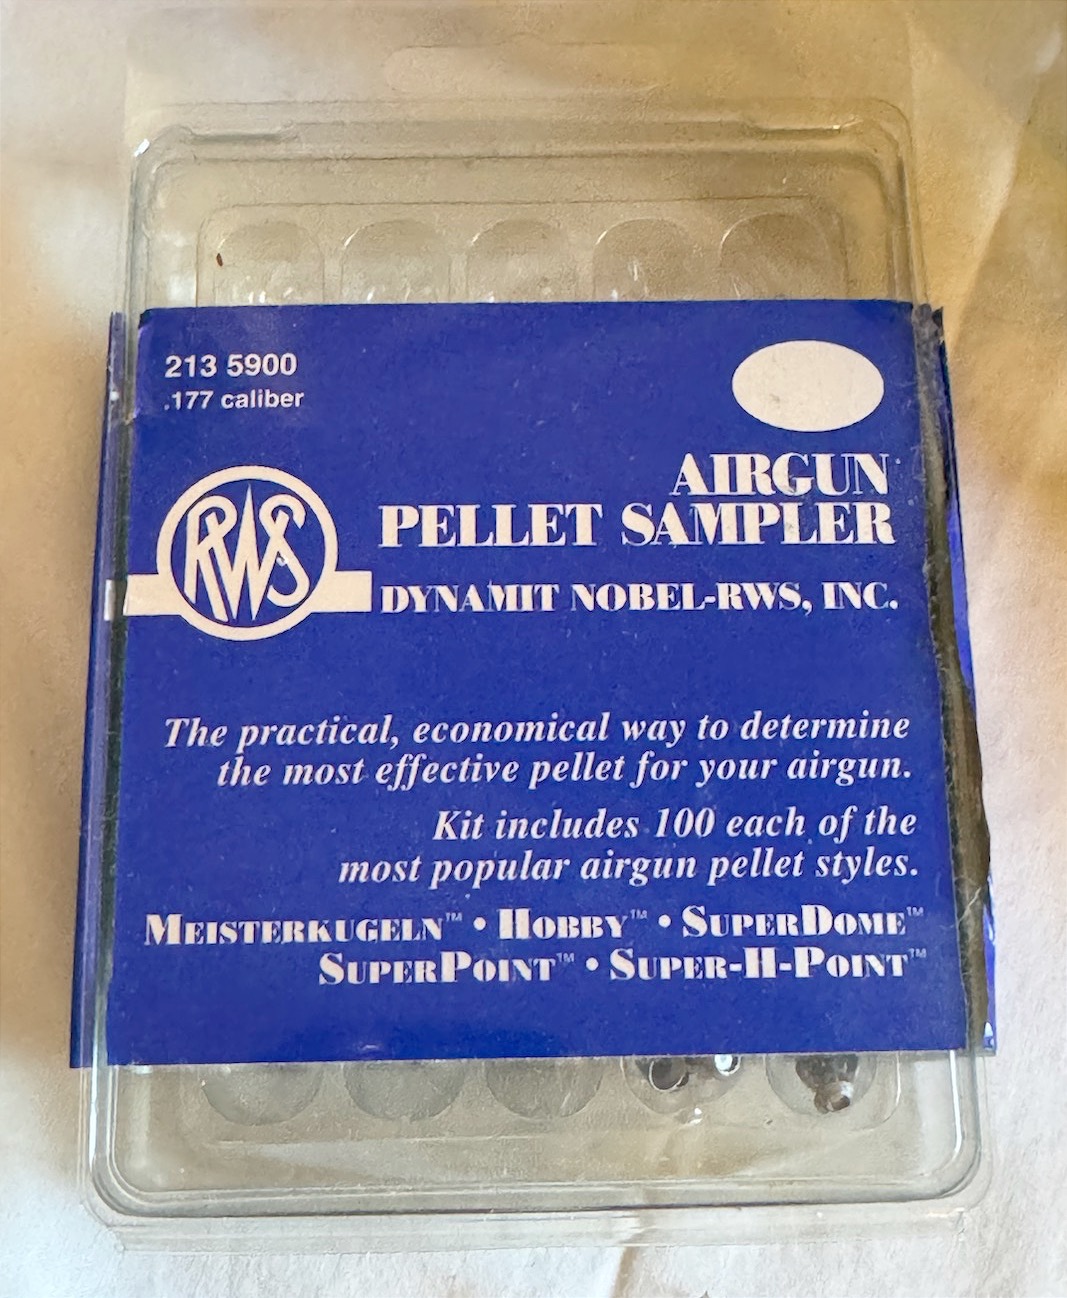 213 5900
.177 caliber
RWS
AIRGUN
PELLET SAMPLER
DYNAMIT NOBEL-RWS, INC.
The practical, economical way to determine
the most effective pellet for your airgun.
Kit includes 100 each of the
most popular airgun pellet styles.
MEISTERKUGELN™ • HOBBY™ • SUPERDOME™
SUPERPOINT™ • SUPER-H-POINT™